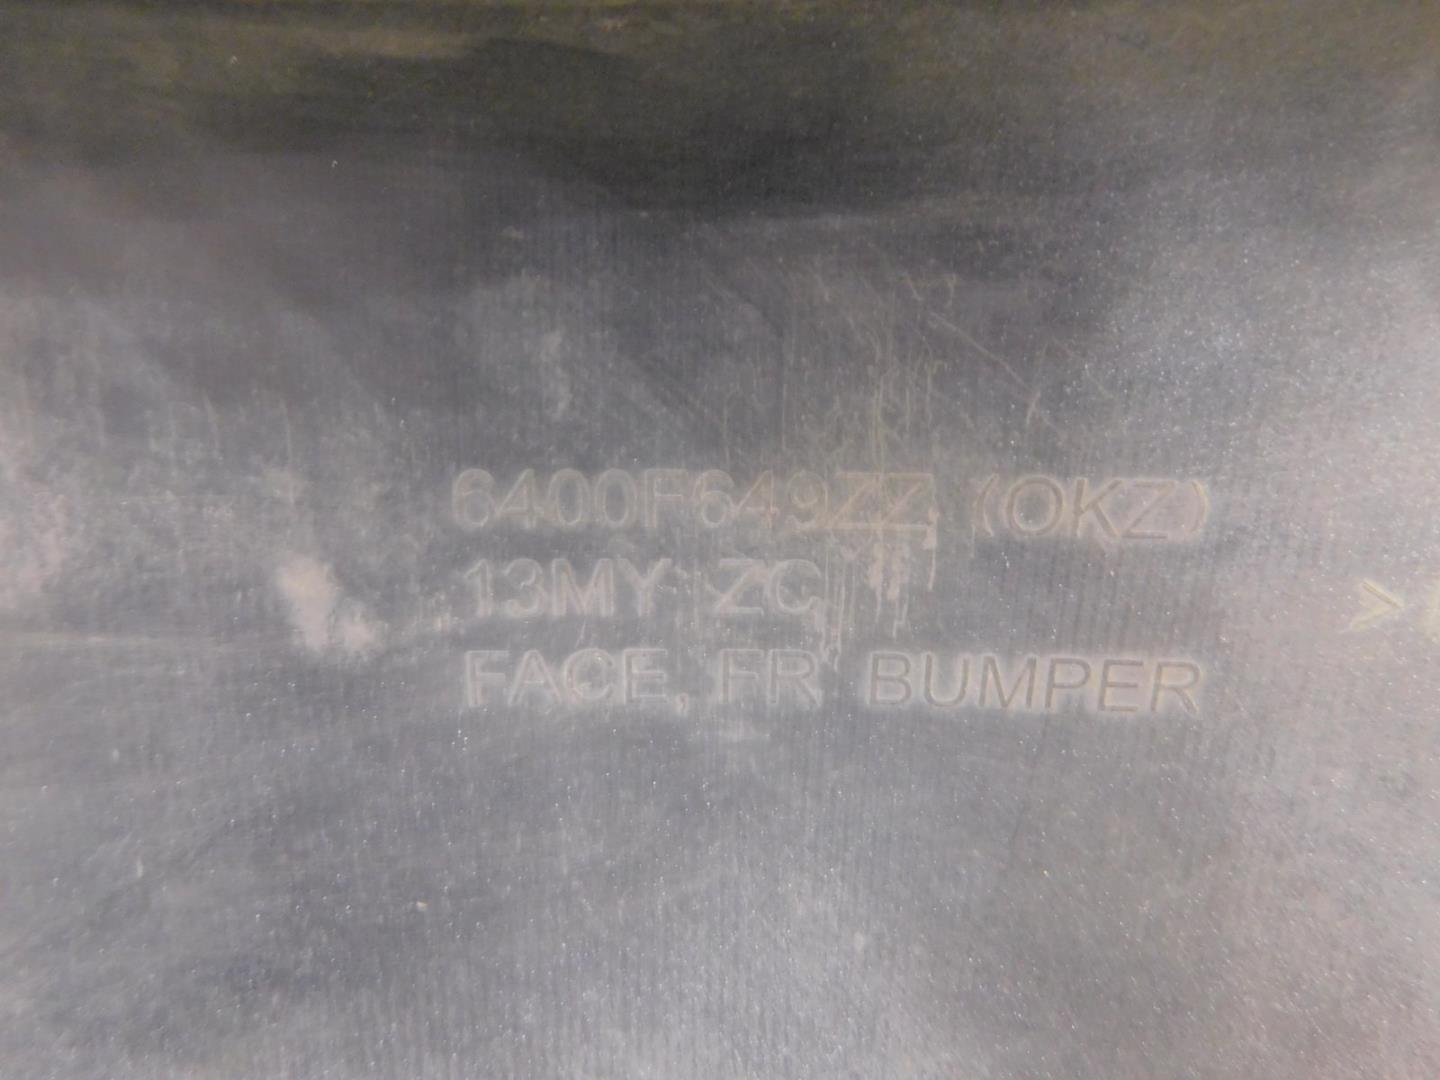 6400F649ZZ (OKZ)
13MY ZC
FACE, FR BUMPER
>